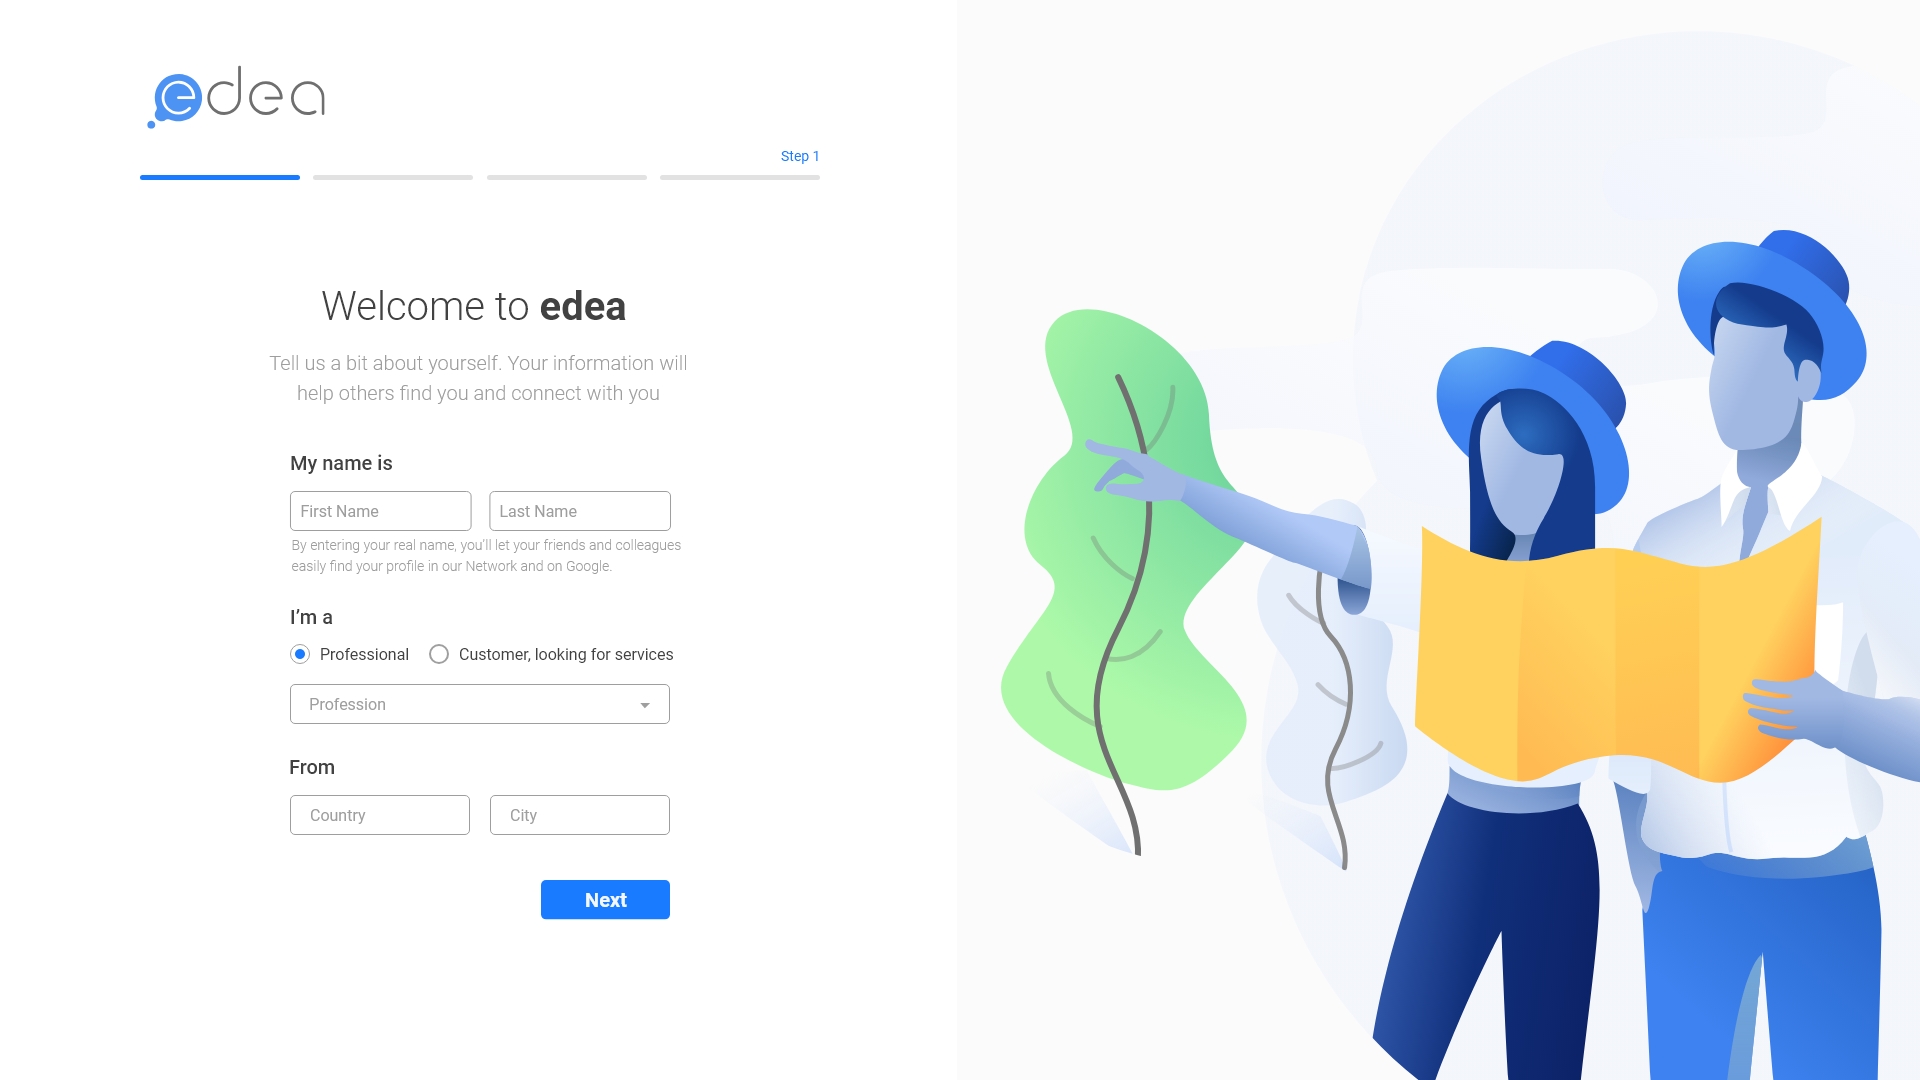 edea
Step 1
Welcome to edea
Tell us a bit about yourself. Your information will
help others find you and connect with you
My name is
First Name Last Name
By entering your real name, you’ll let your friends and colleagues
easily find your profile in our Network and on Google.
I’m a
Professional Customer, looking for services
Profession
From
Country City
Next